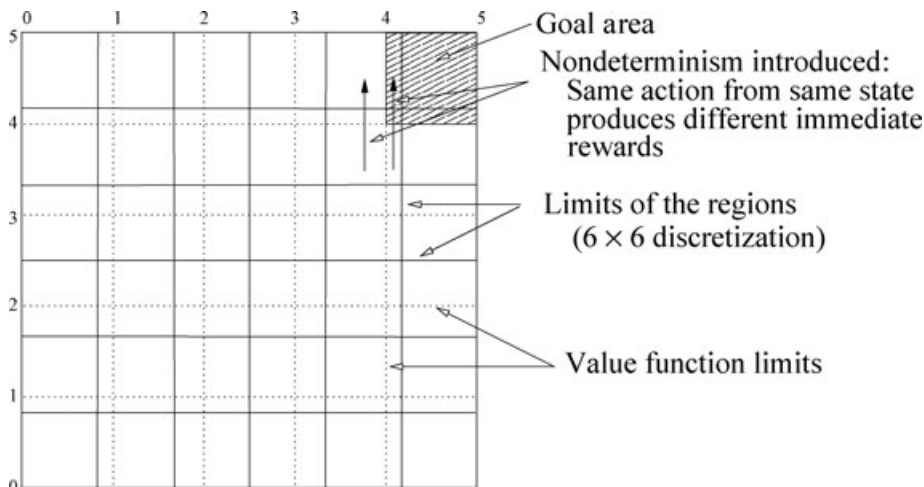 0 1 2 3 4 5
5
4
3
2
1
0
Goal area
Nondeterminism introduced:
Same action from same state
produces different immediate
rewards
Limits of the regions
(6 × 6 discretization)
Value function limits